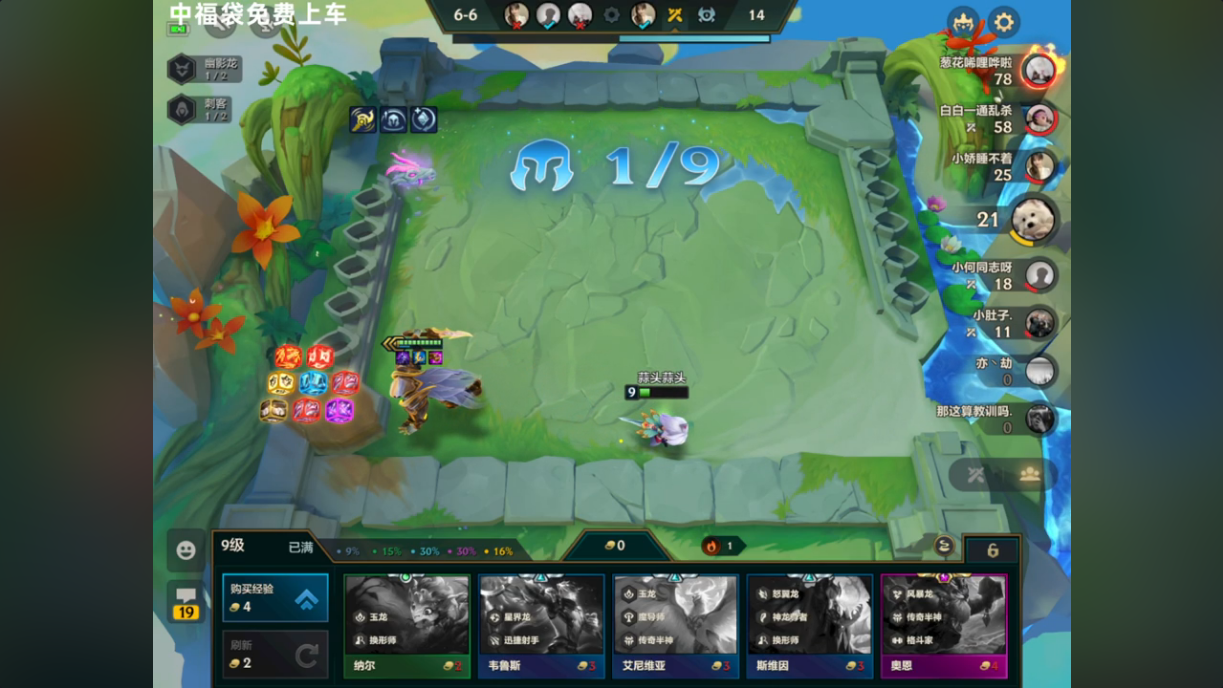 中福袋免费上车
6-6
14
幽影龙
1/2
刺客
1/2
1/9
葱花唏哩哗啦
78
白白一通乱杀
58
小娇睡不着
25
21
小何同志呀
18
小肚子.
11
亦丶劫
0
那这算教训吗.
0
蒜头蒜头
9
9级
已满
9%
15%
30%
30%
16%
0
1
6
购买经验
4
刷新
2
19
玉龙
换形师
纳尔
2
星界龙
迅捷射手
韦鲁斯
3
玉龙
魔导师
传奇半神
艾尼维亚
3
怒翼龙
神龙尊者
换形师
斯维因
3
风暴龙
传奇半神
格斗家
奥恩
4